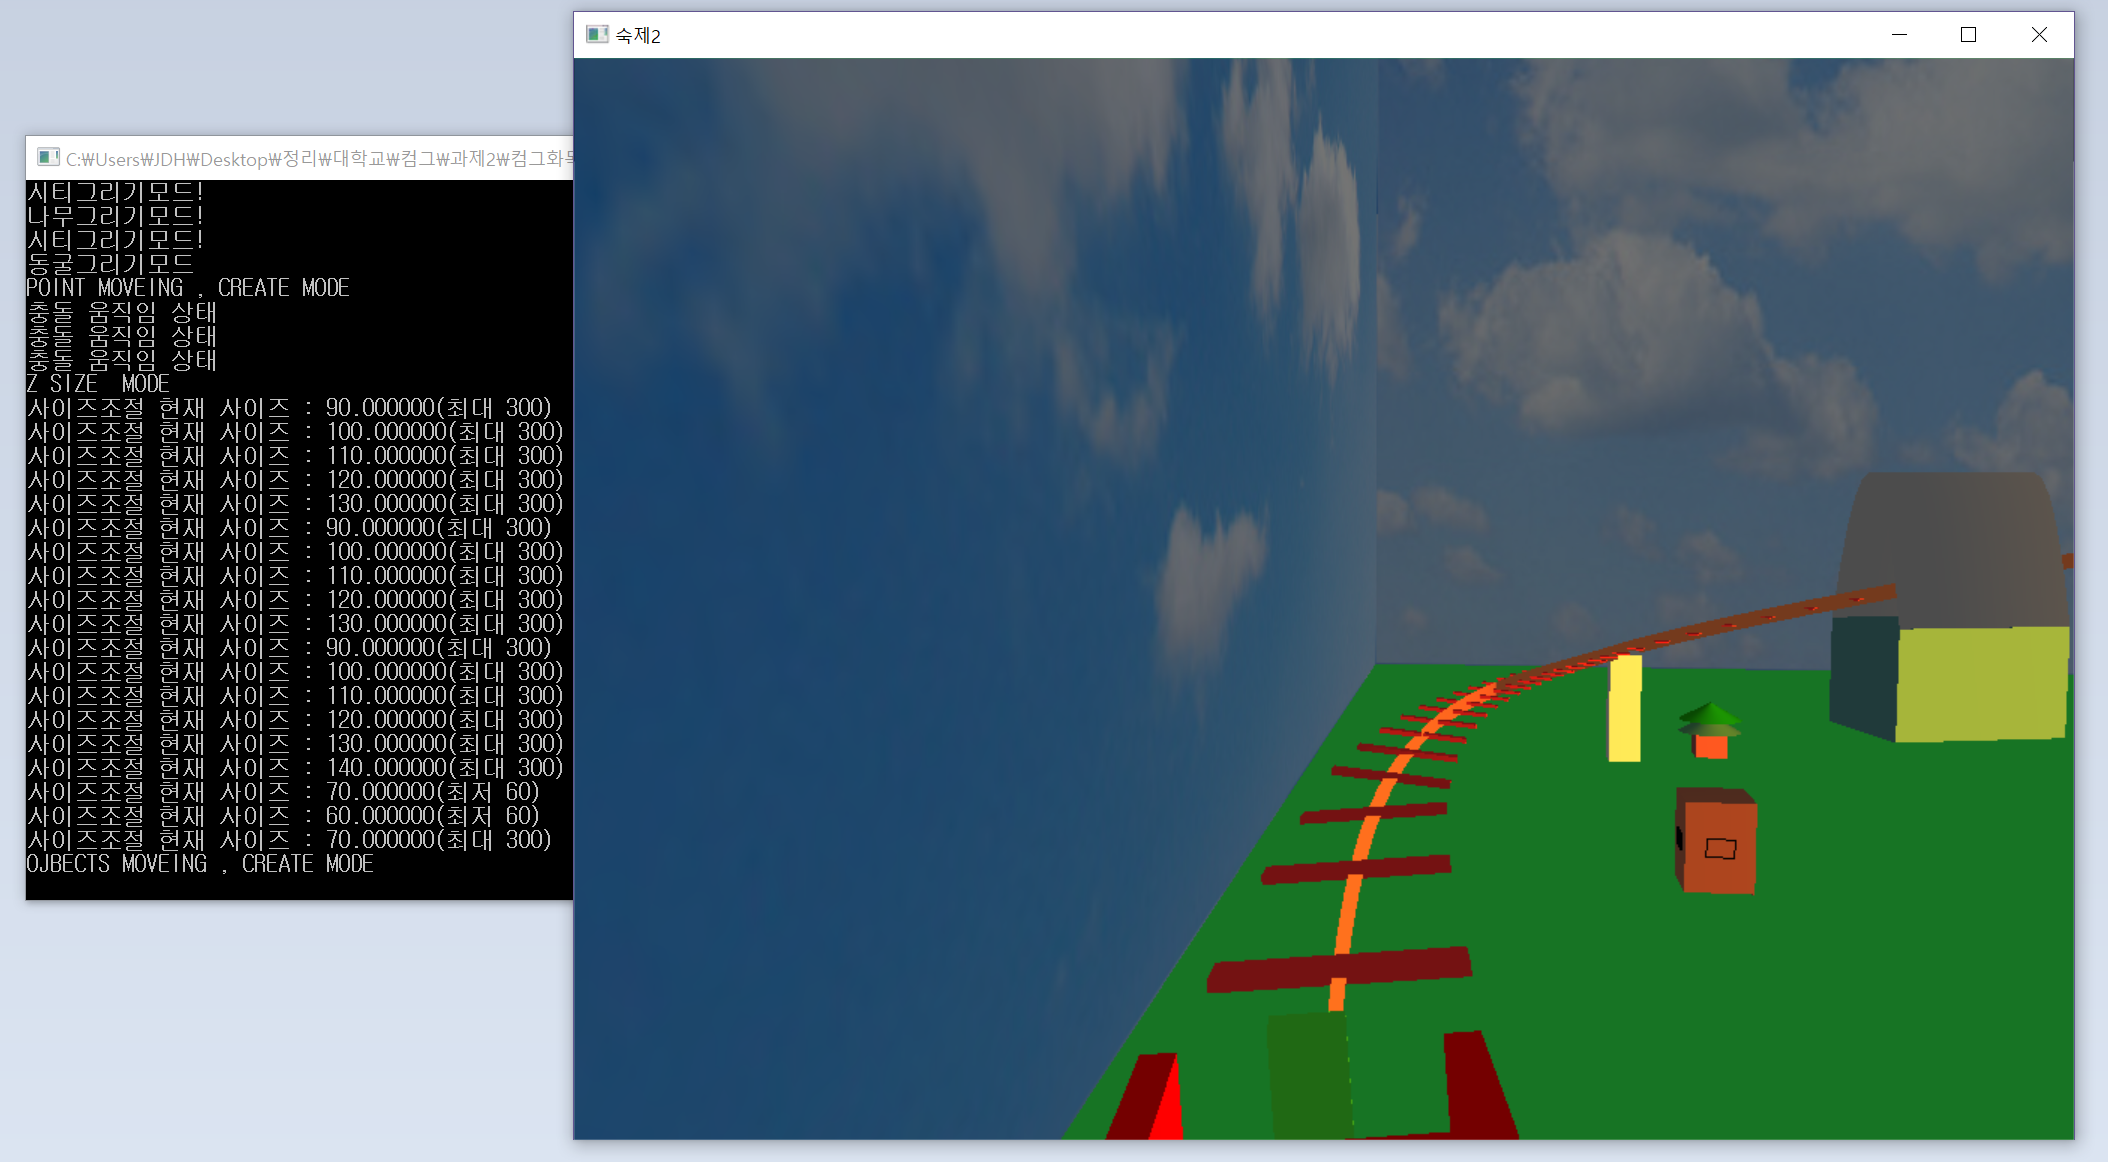 숙제2
C:₩Users₩JDH₩Desktop₩정리₩대학교₩컴그₩과제2₩컴그화
시티그리기모드!
나무그리기모드!
시티그리기모드!
동굴그리기모드
POINT MOVEING , CREATE MODE
충돌 움직임 상태
충돌 움직임 상태
충돌 움직임 상태
Z SIZE  MODE
사이즈조절 현재 사이즈 : 90.000000(최대 300)
사이즈조절 현재 사이즈 : 100.000000(최대 300)
사이즈조절 현재 사이즈 : 110.000000(최대 300)
사이즈조절 현재 사이즈 : 120.000000(최대 300)
사이즈조절 현재 사이즈 : 130.000000(최대 300)
사이즈조절 현재 사이즈 : 90.000000(최대 300)
사이즈조절 현재 사이즈 : 100.000000(최대 300)
사이즈조절 현재 사이즈 : 110.000000(최대 300)
사이즈조절 현재 사이즈 : 120.000000(최대 300)
사이즈조절 현재 사이즈 : 130.000000(최대 300)
사이즈조절 현재 사이즈 : 90.000000(최대 300)
사이즈조절 현재 사이즈 : 100.000000(최대 300)
사이즈조절 현재 사이즈 : 110.000000(최대 300)
사이즈조절 현재 사이즈 : 120.000000(최대 300)
사이즈조절 현재 사이즈 : 130.000000(최대 300)
사이즈조절 현재 사이즈 : 140.000000(최대 300)
사이즈조절 현재 사이즈 : 70.000000(최저 60)
사이즈조절 현재 사이즈 : 60.000000(최저 60)
사이즈조절 현재 사이즈 : 70.000000(최대 300)
OJBECTS MOVEING , CREATE MODE